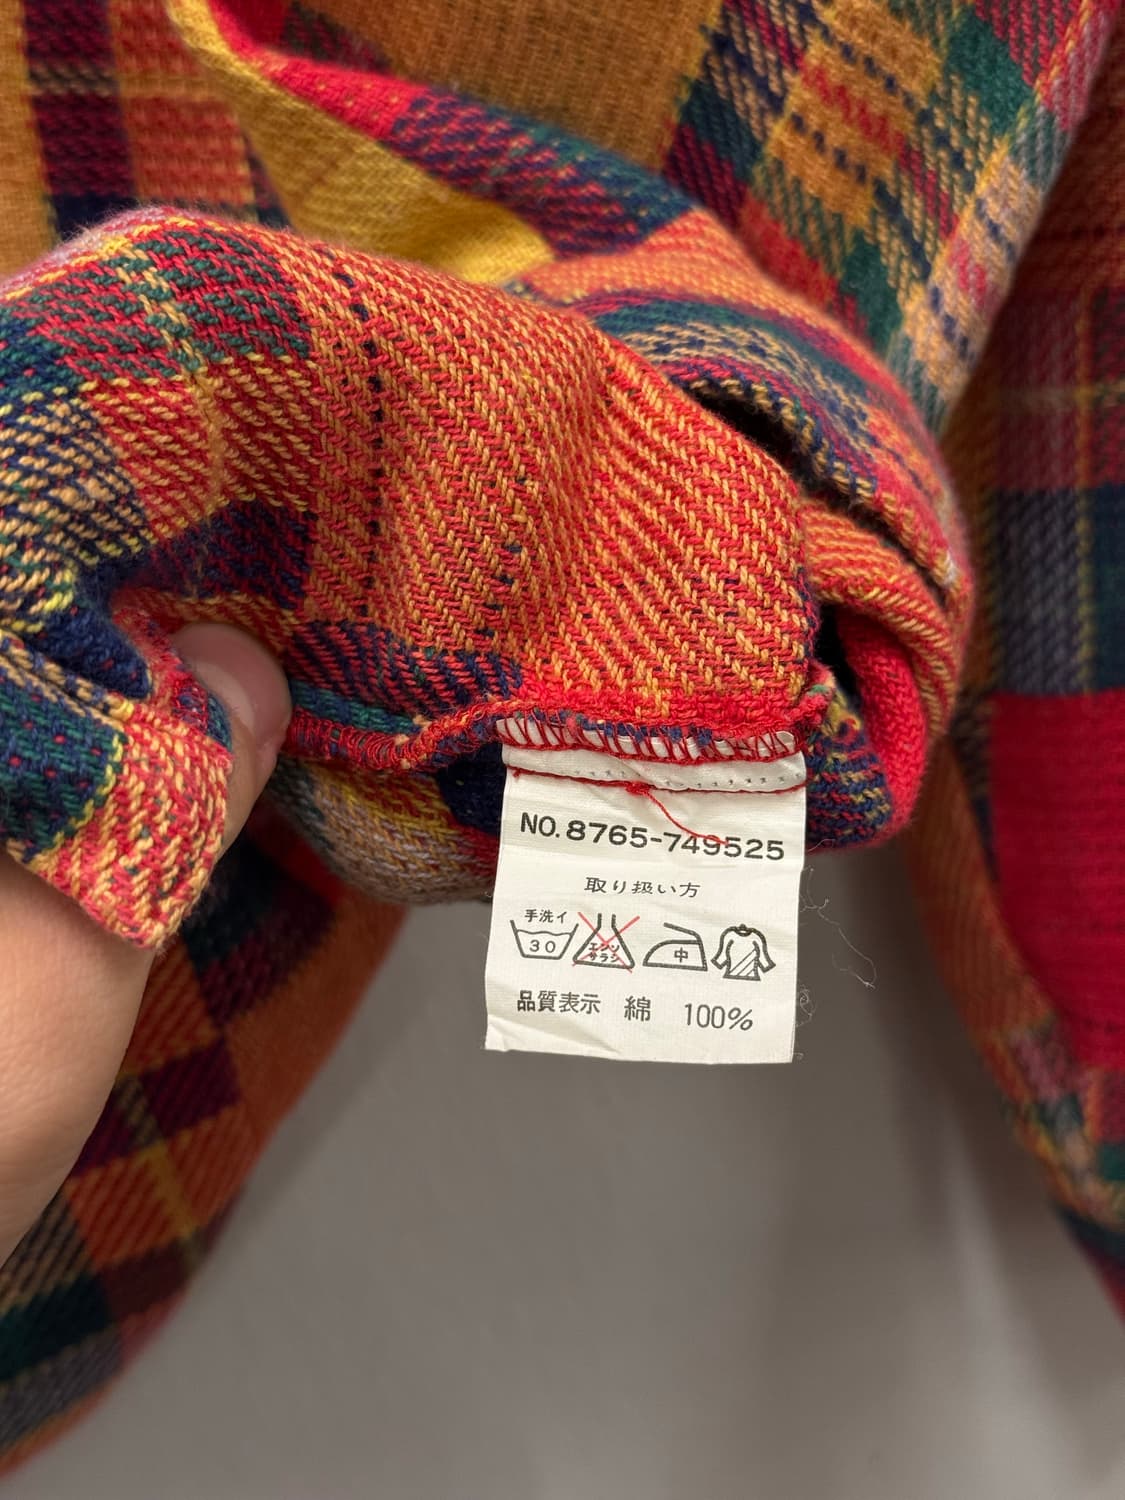 NO. 8765-749525
取り扱い方
手洗イ
30
エンソ
サラシ
中
品質表示 綿 100%